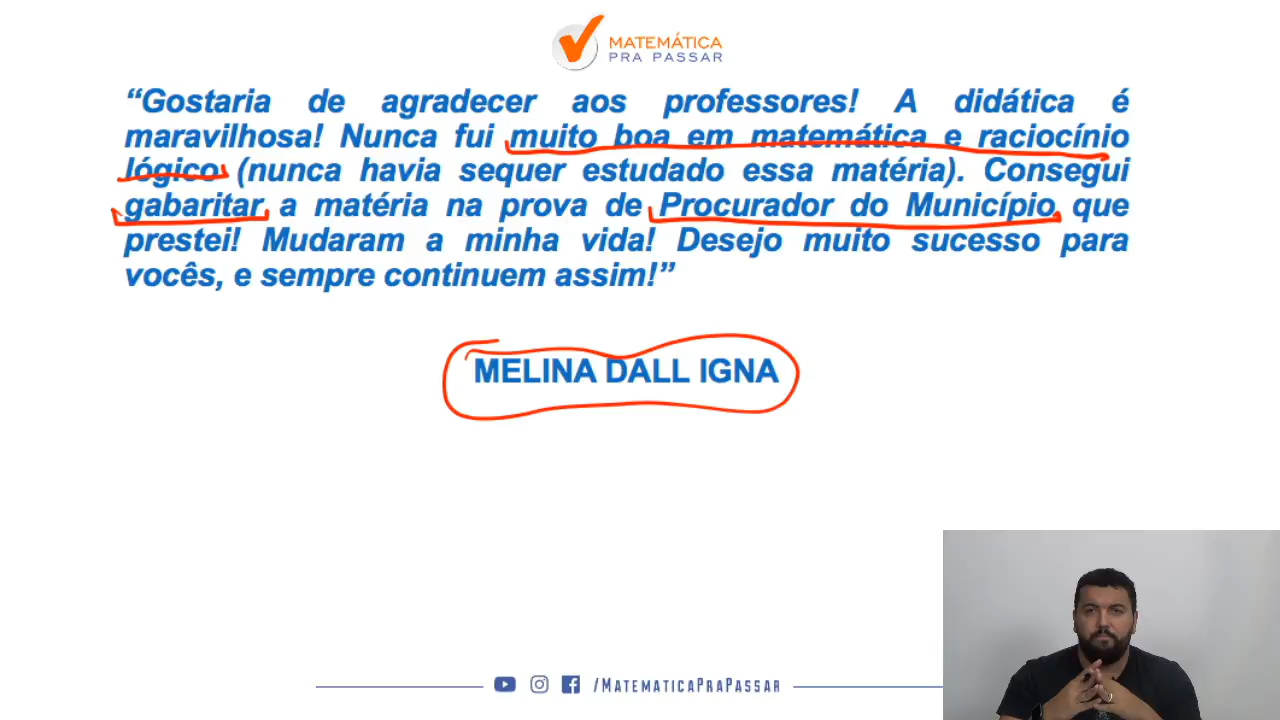 MATEMÁTICA
PRA PASSAR
“Gostaria de agradecer aos professores! A didática é
maravilhosa! Nunca fui muito boa em matemática e raciocínio
lógico (nunca havia sequer estudado essa matéria). Consegui
gabaritar a matéria na prova de Procurador do Município que
prestei! Mudaram a minha vida! Desejo muito sucesso para
vocês, e sempre continuem assim!”
MELINA DALL IGNA
/MATEMATICAPRAPASSAR